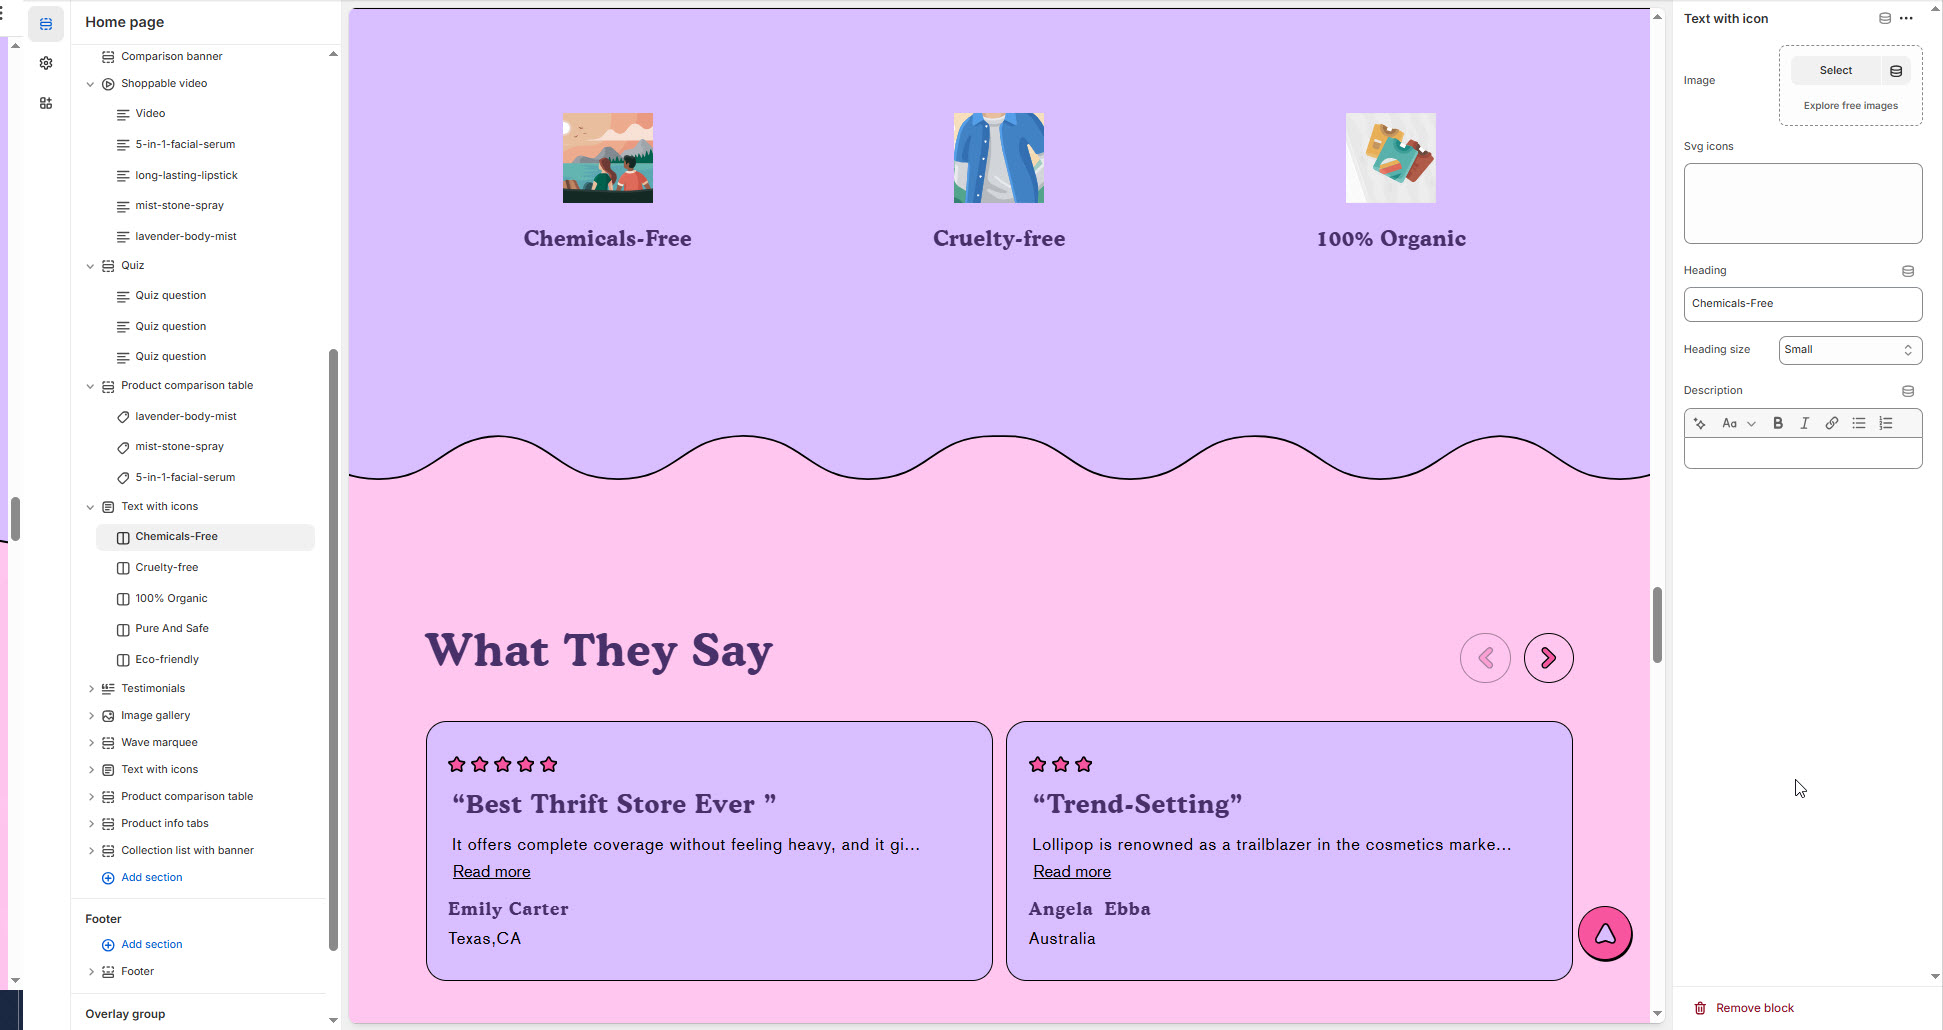 Home page
Comparison banner
Shoppable video
Video
5-in-1-facial-serum
long-lasting-lipstick
mist-stone-spray
lavender-body-mist
Quiz
Quiz question
Quiz question
Quiz question
Product comparison table
lavender-body-mist
mist-stone-spray
5-in-1-facial-serum
Text with icons
Chemicals-Free
Cruelty-free
100% Organic
Pure And Safe
Eco-friendly
Testimonials
Image gallery
Wave marquee
Text with icons
Product comparison table
Product info tabs
Collection list with banner
Add section
Footer
Add section
Footer
Overlay group
Chemicals-Free
Cruelty-free
100% Organic
What They Say
“Best Thrift Store Ever ”
It offers complete coverage without feeling heavy, and it gi...
Read more
Emily Carter
Texas,CA
“Trend-Setting”
Lollipop is renowned as a trailblazer in the cosmetics marke...
Read more
Angela Ebba
Australia
Text with icon
Image
Select
Explore free images
Svg icons
Heading
Chemicals-Free
Heading size
Small
Description
Aa
B
I
Remove block